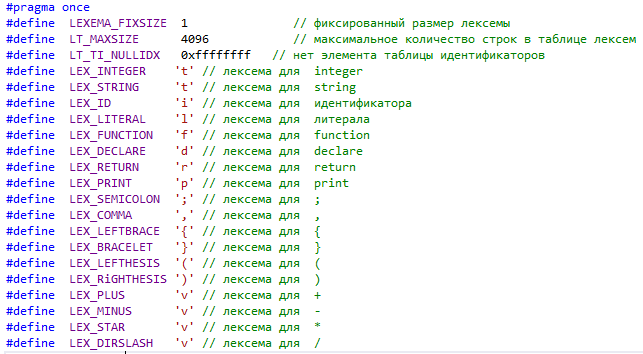 #pragma once
#define LEXEMA_FIXSIZE 1 // фиксированный размер лексемы
#define LT_MAXSIZE 4096 // максимальное количество строк в таблице лексем
#define LT_TI_NULLIDX 0xffffffff // нет элемента таблицы идентификаторов
#define LEX_INTEGER 't' // лексема для integer
#define LEX_STRING 't' // лексема для string
#define LEX_ID 'i' // лексема для идентификатора
#define LEX_LITERAL 'l' // лексема для литерала
#define LEX_FUNCTION 'f' // лексема для function
#define LEX_DECLARE 'd' // лексема для declare
#define LEX_RETURN 'r' // лексема для return
#define LEX_PRINT 'p' // лексема для print
#define LEX_SEMICOLON ';' // лексема для ;
#define LEX_COMMA ',' // лексема для ,
#define LEX_LEFTBRACE '{' // лексема для {
#define LEX_BRACELET '}' // лексема для }
#define LEX_LEFTHESIS '(' // лексема для (
#define LEX_RiGHTHESIS ')' // лексема для )
#define LEX_PLUS 'v' // лексема для +
#define LEX_MINUS 'v' // лексема для -
#define LEX_STAR 'v' // лексема для *
#define LEX_DIRSLASH 'v' // лексема для /